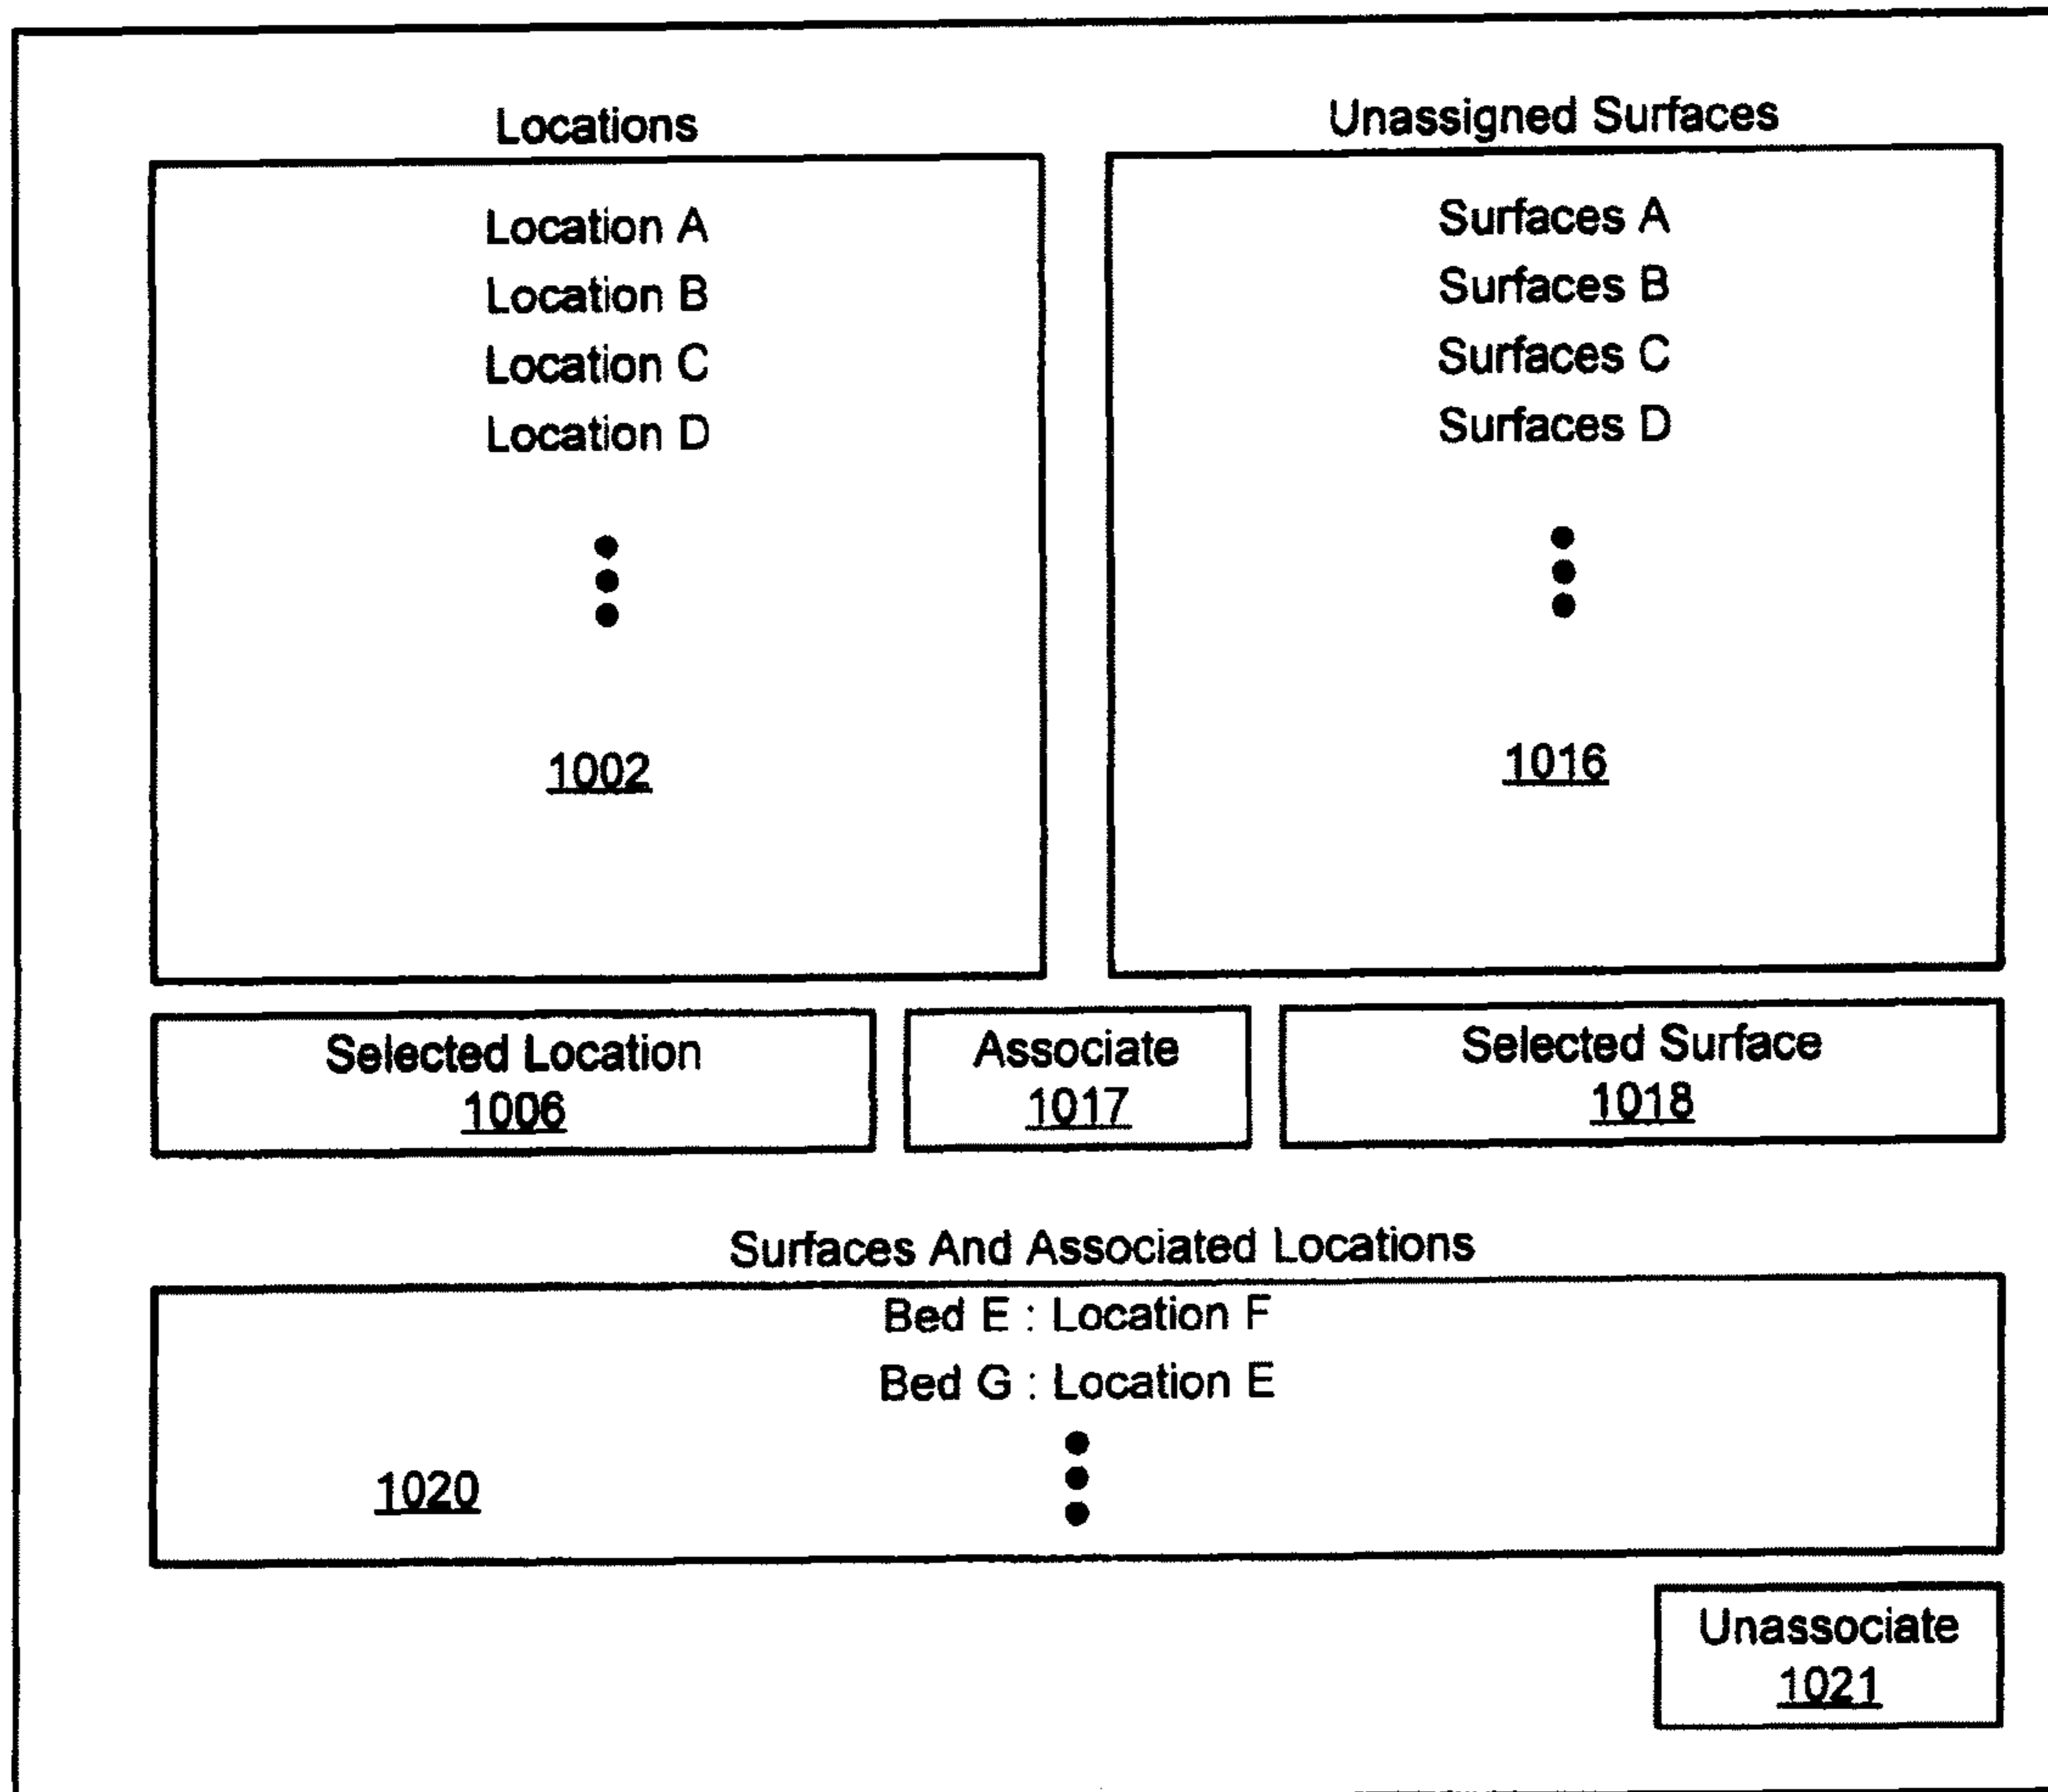 Locations
Location A
Location B
Location C
Location D
1002
Unassigned Surfaces
Surfaces A
Surfaces B
Surfaces C
Surfaces D
1016
Selected Location
1006
Associate
1017
Selected Surface
1018
Surfaces And Associated Locations
Bed E : Location F
Bed G : Location E
1020
Unassociate
1021